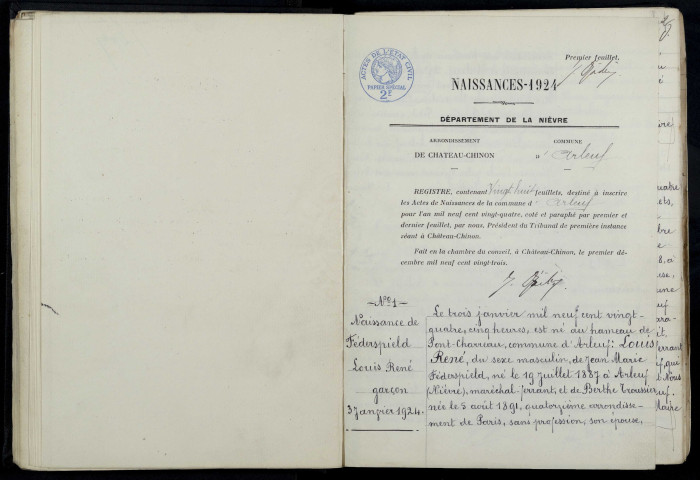 Premier feuillet.
ACTES DE L'ETAT CIVIL
PAPIER SPÉCIAL
2F
NAISSANCES-1924
DÉPARTEMENT DE LA NIÈVRE
ARRONDISSEMENT
DE CHATEAU-CHINON
COMMUNE
d'Arleuf
REGISTRE, contenant Vingt huit feuillets, destiné à inscrire
les Actes de Naissances de la commune d'Arleuf
pour l'an mil neuf cent vingt-quatre, coté et paraphé par premier et
dernier feuillet, par nous, Président du Tribunal de première instance
séant à Château-Chinon.
Fait en la chambre du conseil, à Château-Chinon, le premier dé-
cembre mil neuf cent vingt-trois.
No 1
Naissance de
Féderspield
Louis René
garçon
3 Janvier 1924.
Le trois janvier mil neuf cent vingt-
quatre, cinq heures, est né au hameau de
Pont-Charreau, commune d'Arleuf: Louis
René, du sexe masculin, de Jean Marie
Féderspield, né le 19 juillet 1887 à Arleuf
(Nièvre), maréchal-ferrant, et de Berthe Troussier
née le 5 août 1891, quatorzième arrondisse-
ment de Paris, sans profession, son épouse,